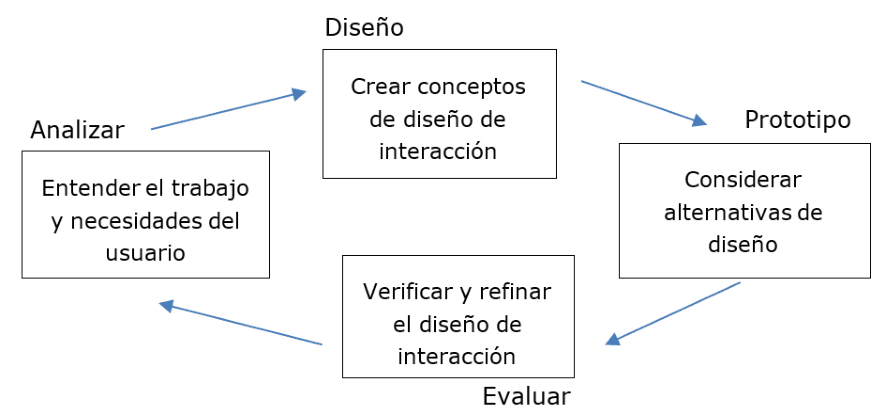 Diseño
Crear conceptos
de diseño de
interacción
Analizar
Entender el trabajo
y necesidades del
usuario
Prototipo
Considerar
alternativas de
diseño
Verificar y refinar
el diseño de
interacción
Evaluar